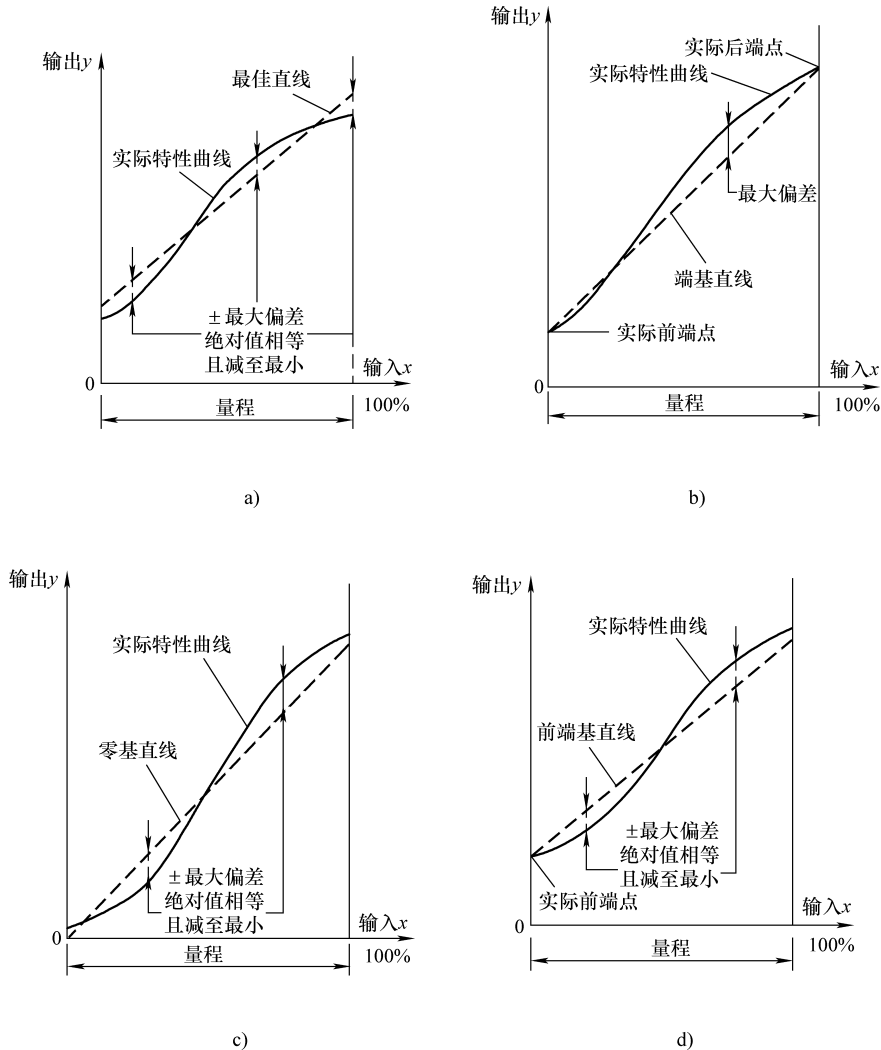 输出y
最佳直线
实际特性曲线
±最大偏差
绝对值相等
且减至最小
0
输入x
量程
100%
a)
输出y
实际后端点
实际特性曲线
最大偏差
端基直线
实际前端点
0
输入x
量程
100%
b)
输出y
实际特性曲线
零基直线
±最大偏差
绝对值相等
且减至最小
0
输入x
量程
100%
c)
输出y
实际特性曲线
前端基直线
±最大偏差
绝对值相等
且减至最小
实际前端点
0
输入x
量程
100%
d)